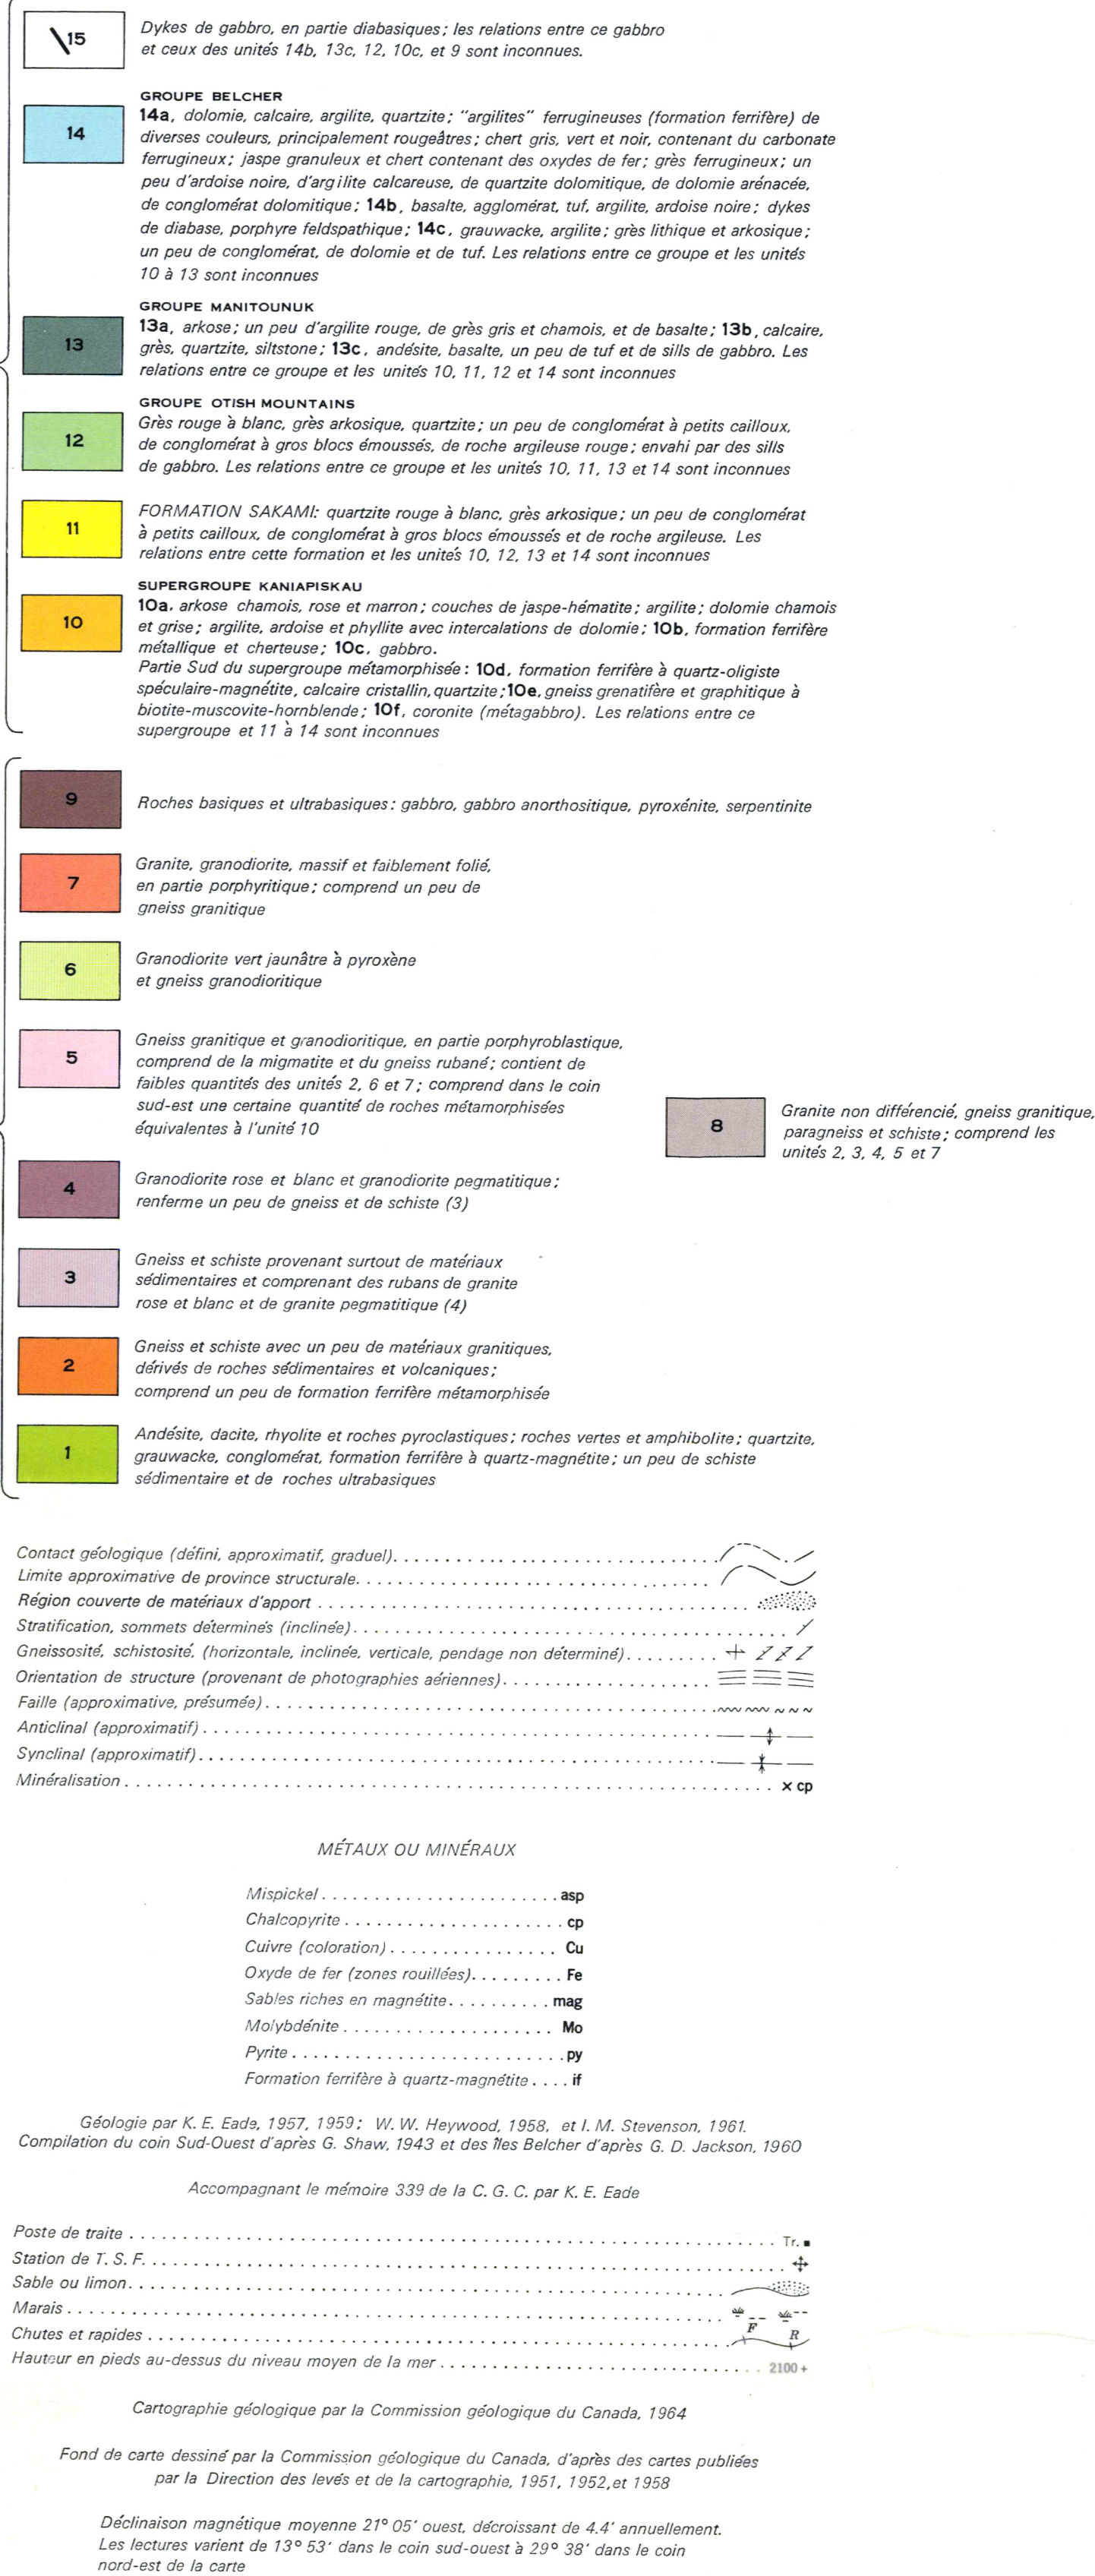 15
Dykes de gabbro, en partie diabasiques; les relations entre ce gabbro
et ceux des unités 14b, 13c, 12, 10c, et 9 sont inconnues.
GROUPE BELCHER
14
14a, dolomie, calcaire, argilite, quartzite; "argilites" ferrugineuses (formation ferrifère) de
diverses couleurs, principalement rougeâtres; chert gris, vert et noir, contenant du carbonate
ferrugineux; jaspe granuleux et chert contenant des oxydes de fer; grès ferrugineux; un
peu d'ardoise noire, d'argilite calcareuse, de quartzite dolomitique, de dolomie arénacée,
de conglomérat dolomitique; 14b, basalte, agglomérat, tuf, argilite, ardoise noire; dykes
de diabase, porphyre feldspathique; 14c, grauwacke, argilite; grès lithique et arkosique;
un peu de conglomérat, de dolomie et de tuf. Les relations entre ce groupe et les unités
10 à 13 sont inconnues
GROUPE MANITOUNUK
13
13a, arkose; un peu d'argilite rouge, de grès gris et chamois, et de basalte; 13b, calcaire,
grès, quartzite, siltstone; 13c, andésite, basalte, un peu de tuf et de sills de gabbro. Les
relations entre ce groupe et les unités 10, 11, 12 et 14 sont inconnues
GROUPE OTISH MOUNTAINS
12
Grès rouge à blanc, grès arkosique, quartzite; un peu de conglomérat à petits cailloux,
de conglomérat à gros blocs émoussés, de roche argileuse rouge; envahi par des sills
de gabbro. Les relations entre ce groupe et les unités 10, 11, 13 et 14 sont inconnues
11
FORMATION SAKAMI: quartzite rouge à blanc, grès arkosique; un peu de conglomérat
à petits cailloux, de conglomérat à gros blocs émoussés et de roche argileuse. Les
relations entre cette formation et les unités 10, 12, 13 et 14 sont inconnues
SUPERGROUPE KANIAPISKAU
10
10a, arkose chamois, rose et marron; couches de jaspe-hématite; argilite; dolomie chamois
et grise; argilite, ardoise et phyllite avec intercalations de dolomie; 10b, formation ferrifère
métallique et cherteuse; 10c, gabbro.
Partie Sud du supergroupe métamorphisée: 10d, formation ferrifère à quartz-oligiste
spéculaire-magnétite, calcaire cristallin, quartzite; 10e, gneiss grenatifère et graphitique à
biotite-muscovite-hornblende; 10f, coronite (métagabbro). Les relations entre ce
supergroupe et 11 à 14 sont inconnues
9
Roches basiques et ultrabasiques: gabbro, gabbro anorthositique, pyroxénite, serpentinite
7
Granite, granodiorite, massif et faiblement folié,
en partie porphyritique; comprend un peu de
gneiss granitique
6
Granodiorite vert jaunâtre à pyroxène
et gneiss granodioritique
5
Gneiss granitique et granodioritique, en partie porphyroblastique,
comprend de la migmatite et du gneiss rubané; contient de
faibles quantités des unités 2, 6 et 7; comprend dans le coin
sud-est une certaine quantité de roches métamorphisées
équivalentes à l'unité 10
8
Granite non différencié, gneiss granitique,
paragneiss et schiste; comprend les
unités 2, 3, 4, 5 et 7
4
Granodiorite rose et blanc et granodiorite pegmatitique;
renferme un peu de gneiss et de schiste (3)
3
Gneiss et schiste provenant surtout de matériaux
sédimentaires et comprenant des rubans de granite
rose et blanc et de granite pegmatitique (4)
2
Gneiss et schiste avec un peu de matériaux granitiques,
dérivés de roches sédimentaires et volcaniques;
comprend un peu de formation ferrifère métamorphisée
1
Andésite, dacite, rhyolite et roches pyroclastiques; roches vertes et amphibolite; quartzite,
grauwacke, conglomérat, formation ferrifère à quartz-magnétite; un peu de schiste
sédimentaire et de roches ultrabasiques
Contact géologique (défini, approximatif, graduel)
Limite approximative de province structurale
Région couverte de matériaux d'apport
Stratification, sommets déterminés (inclinée)
Gneissosité, schistosité, (horizontale, inclinée, verticale, pendage non déterminé)
Orientation de structure (provenant de photographies aériennes)
Faille (approximative, présumée)
Anticlinal (approximatif)
Synclinal (approximatif)
Minéralisation x cp
MÉTAUX OU MINÉRAUX
Mispickel asp
Chalcopyrite cp
Cuivre (coloration) Cu
Oxyde de fer (zones rouillées) Fe
Sables riches en magnétite mag
Molybdénite Mo
Pyrite py
Formation ferrifère à quartz-magnétite if
Géologie par K. E. Eade, 1957, 1959; W. W. Heywood, 1958, et I. M. Stevenson, 1961.
Compilation du coin Sud-Ouest d'après G. Shaw, 1943 et des îles Belcher d'après G. D. Jackson, 1960
Accompagnant le mémoire 339 de la C. G. C. par K. E. Eade
Poste de traite Tr.
Station de T. S. F.
Sable ou limon
Marais
Chutes et rapides F R
Hauteur en pieds au-dessus du niveau moyen de la mer 2100+
Cartographie géologique par la Commission géologique du Canada, 1964
Fond de carte dessiné par la Commission géologique du Canada, d'après des cartes publiées
par la Direction des levés et de la cartographie, 1951, 1952, et 1958
Déclinaison magnétique moyenne 21° 05' ouest, décroissant de 4.4' annuellement.
Les lectures varient de 13° 53' dans le coin sud-ouest à 29° 38' dans le coin
nord-est de la carte